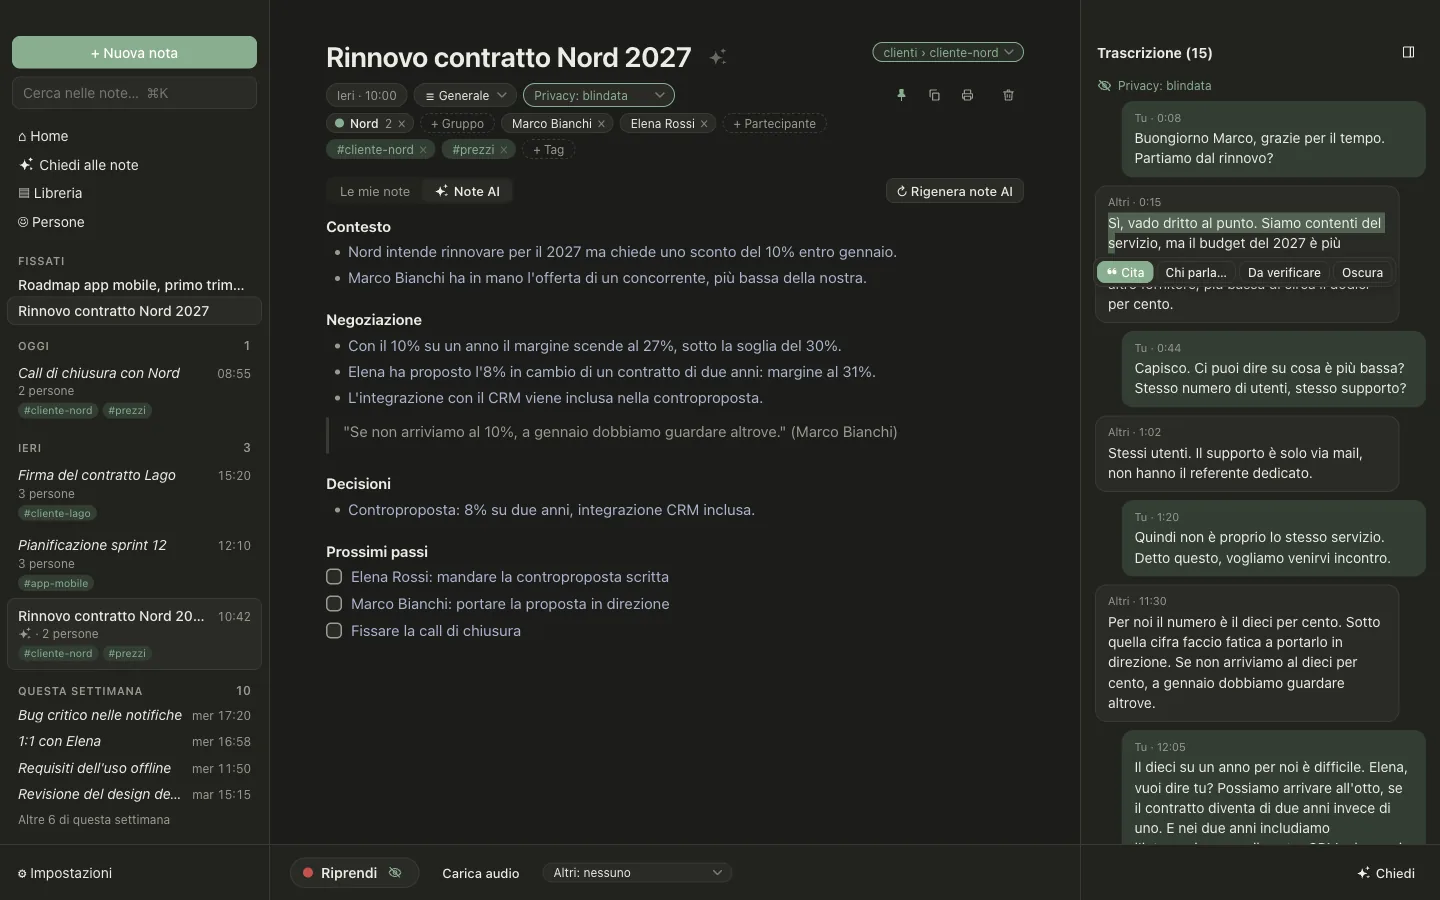 + Nuova nota
Cerca nelle note... ⌘K
Home
Chiedi alle note
Libreria
Persone
FISSATI
Roadmap app mobile, primo trim...
Rinnovo contratto Nord 2027
OGGI 1
Call di chiusura con Nord 08:55
2 persone
#cliente-nord #prezzi
IERI 3
Firma del contratto Lago 15:20
3 persone
#cliente-lago
Pianificazione sprint 12 12:10
3 persone
#app-mobile
Rinnovo contratto Nord 20... 10:42
· 2 persone
#cliente-nord #prezzi
QUESTA SETTIMANA 10
Bug critico nelle notifiche mer 17:20
1:1 con Elena mer 16:58
Requisiti dell'uso offline mer 11:50
Revisione del design de... mar 15:15
Altre 6 di questa settimana
Impostazioni
Rinnovo contratto Nord 2027
clienti › cliente-nord
Ieri · 10:00 Generale Privacy: blindata
Nord 2 × + Gruppo Marco Bianchi × Elena Rossi × + Partecipante
#cliente-nord × #prezzi × + Tag
Le mie note Note AI
Rigenera note AI
Contesto
• Nord intende rinnovare per il 2027 ma chiede uno sconto del 10% entro gennaio.
• Marco Bianchi ha in mano l'offerta di un concorrente, più bassa della nostra.
Negoziazione
• Con il 10% su un anno il margine scende al 27%, sotto la soglia del 30%.
• Elena ha proposto l'8% in cambio di un contratto di due anni: margine al 31%.
• L'integrazione con il CRM viene inclusa nella controproposta.
"Se non arriviamo al 10%, a gennaio dobbiamo guardare altrove." (Marco Bianchi)
Decisioni
• Controproposta: 8% su due anni, integrazione CRM inclusa.
Prossimi passi
Elena Rossi: mandare la controproposta scritta
Marco Bianchi: portare la proposta in direzione
Fissare la call di chiusura
Riprendi
Carica audio
Altri: nessuno
Trascrizione (15)
Privacy: blindata
Tu · 0:08
Buongiorno Marco, grazie per il tempo.
Partiamo dal rinnovo?
Altri · 0:15
Sì, vado dritto al punto. Siamo contenti del
servizio, ma il budget del 2027 è più
❝ Cita Chi parla... Da verificare Oscura
per cento.
Tu · 0:44
Capisco. Ci puoi dire su cosa è più bassa?
Stesso numero di utenti, stesso supporto?
Altri · 1:02
Stessi utenti. Il supporto è solo via mail,
non hanno il referente dedicato.
Tu · 1:20
Quindi non è proprio lo stesso servizio.
Detto questo, vogliamo venirvi incontro.
Altri · 11:30
Per noi il numero è il dieci per cento. Sotto
quella cifra faccio fatica a portarlo in
direzione. Se non arriviamo al dieci per
cento, a gennaio dobbiamo guardare
altrove.
Tu · 12:05
Il dieci su un anno per noi è difficile. Elena,
vuoi dire tu? Possiamo arrivare all'otto, se
il contratto diventa di due anni invece di
uno. E nei due anni includiamo
Chiedi